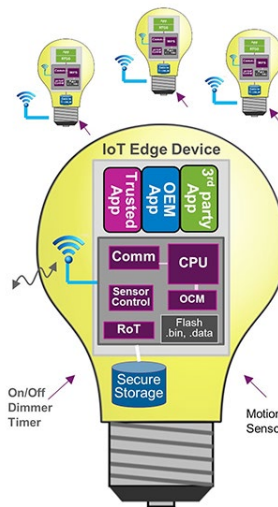 IoT Edge Device
Trusted App
OEM App
3rd party App
Comm
CPU
Sensor Control
OCM
RoT
Flash
.bin, .data
Secure
Storage
On/Off
Dimmer
Timer
Motion
Senso